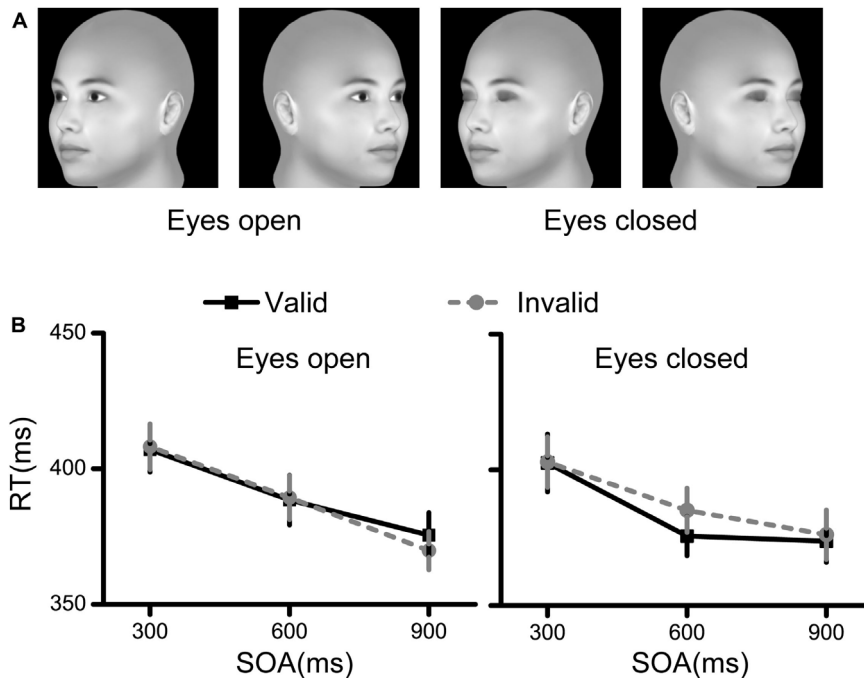 A
Eyes open Eyes closed
Valid Invalid
B
Eyes open Eyes closed
450
400
350
RT(ms)
300 600 900 300 600 900
SOA(ms) SOA(ms)